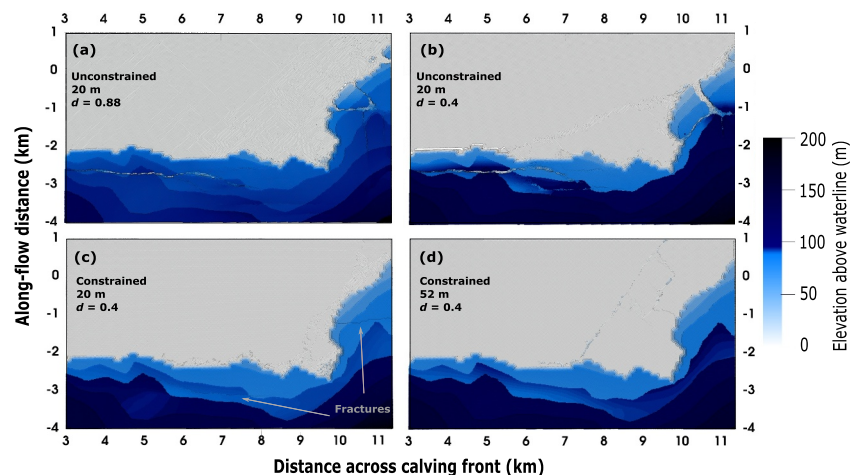 3 4 5 6 7 8 9 10 11 3 4 5 6 7 8 9 10 11
1 1
(a) (b)
0 0
Unconstrained Unconstrained
20 m 20 m
d = 0.88 d = 0.4
-1 -1
-2 -2
-3 -3
-4 -4
1 1
(c) (d)
0 0
Constrained Constrained
20 m 52 m
d = 0.4 d = 0.4
-1 -1
-2 -2
-3 -3
Fractures
-4 -4
3 4 5 6 7 8 9 10 11 3 4 5 6 7 8 9 10 11
Along-flow distance (km)
Distance across calving front (km)
200
150
100
50
0
Elevation above waterline (m)